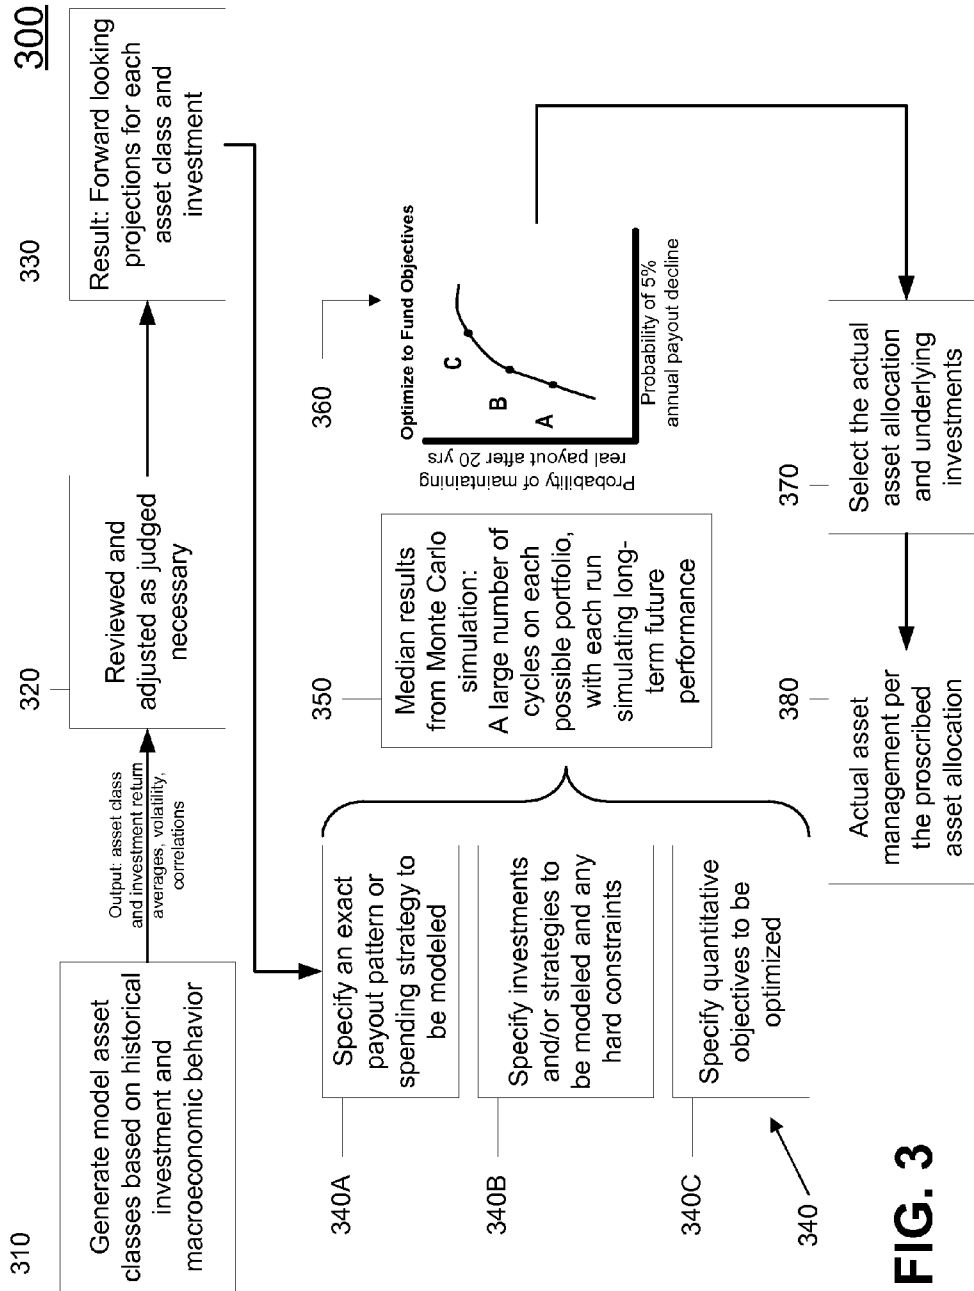 300
310
Generate model asset
classes based on historical
investment and
macroeconomic behavior
Output: asset class
and investment return
averages, volatility,
correlations
320
Reviewed and
adjusted as judged
necessary
330
Result: Forward looking
projections for each
asset class and
investment
340A
Specify an exact
payout pattern or
spending strategy to
be modeled
340B
Specify investments
and/or strategies to
be modeled and any
hard constraints
340C
Specify quantitative
objectives to be
optimized
340
350
Median results
from Monte Carlo
simulation:
A large number of
cycles on each
possible portfolio,
with each run
simulating long-
term future
performance
360
Optimize to Fund Objectives
Probability of maintaining
real payout after 20 yrs
A
B
C
Probability of 5%
annual payout decline
370
Select the actual
asset allocation
and underlying
investments
380
Actual asset
management per
the proscribed
asset allocation
FIG. 3